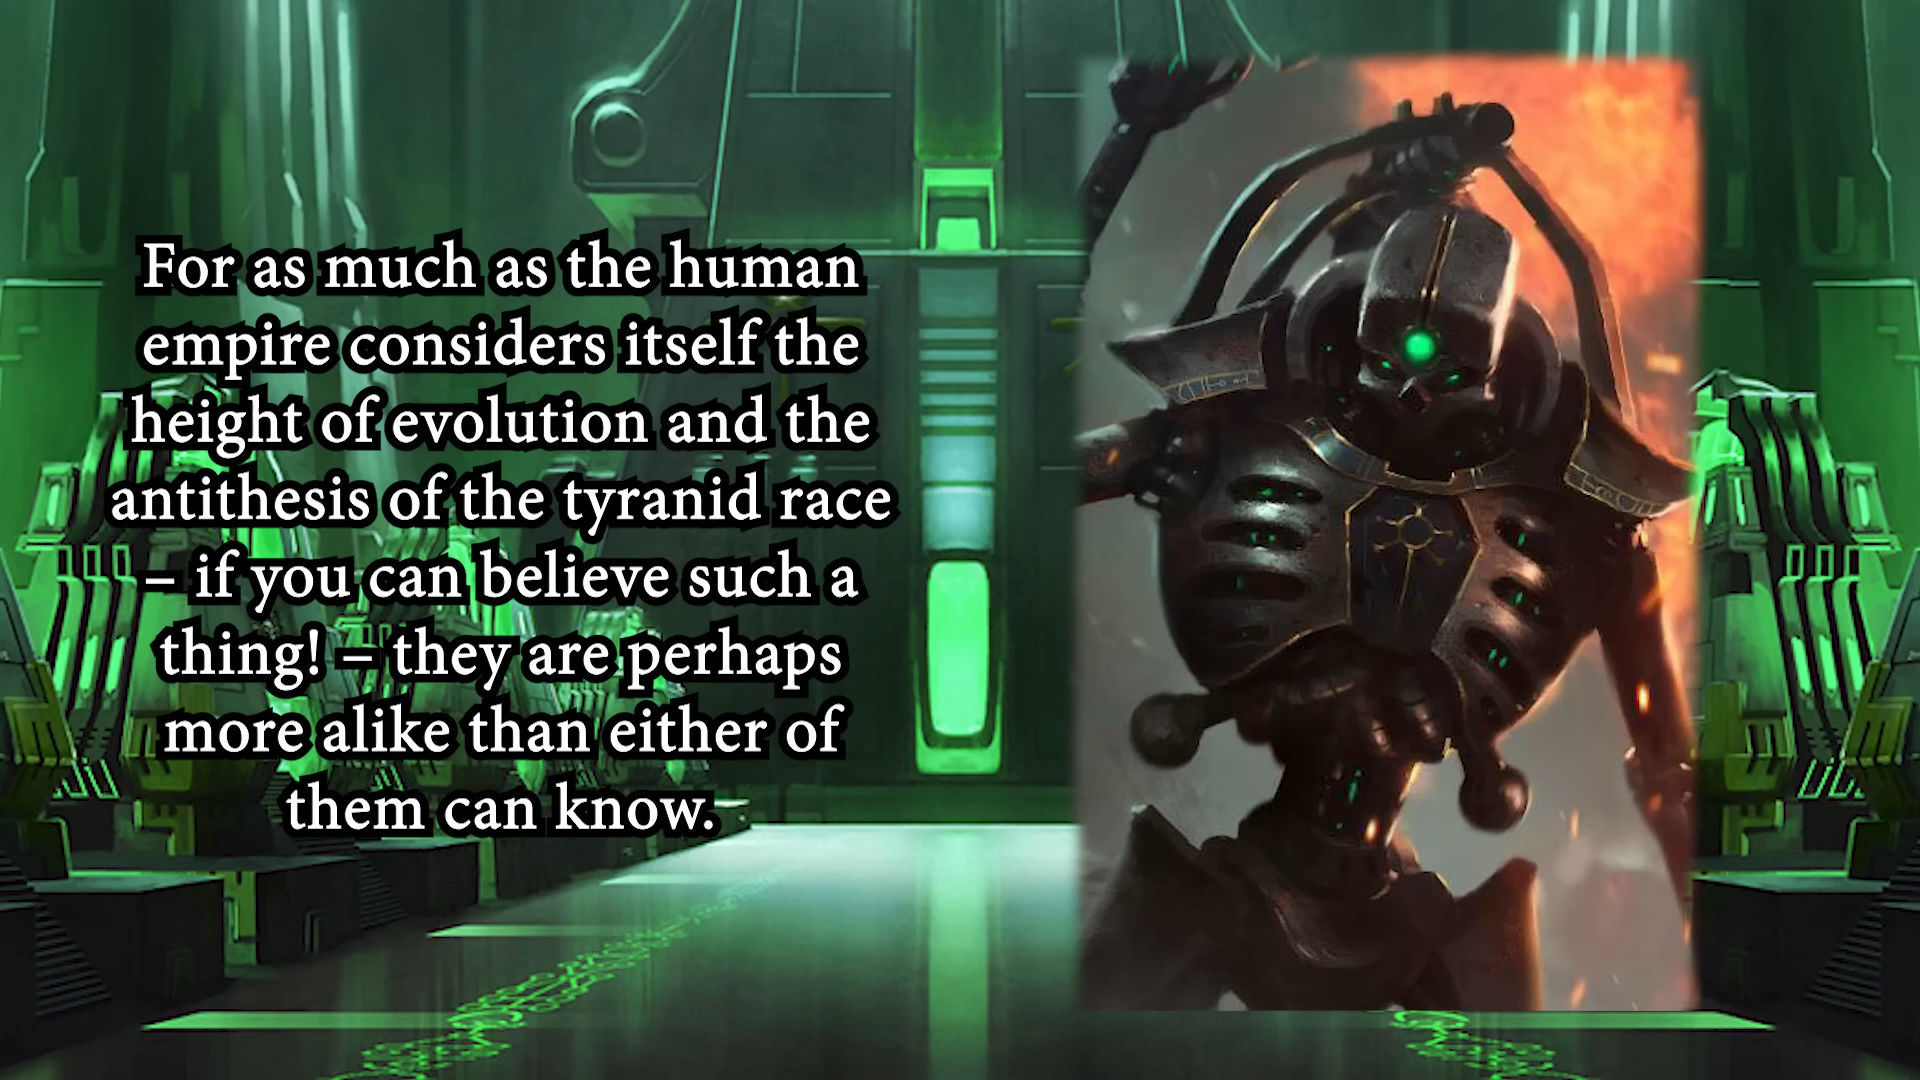 For as much as the human
empire considers itself the
height of evolution and the
antithesis of the tyranid race
– if you can believe such a
thing! – they are perhaps
more alike than either of
them can know.